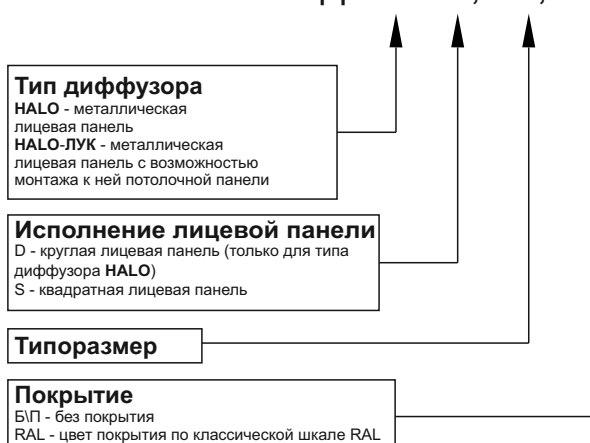 Тип диффузора
HALO - металлическая
лицевая панель
HALO-ЛУК - металлическая
лицевая панель с возможностью
монтажа к ней потолочной панели
Исполнение лицевой панели
D - круглая лицевая панель (только для типа
диффузора HALO)
S - квадратная лицевая панель
Типоразмер
Покрытие
Б\П - без покрытия
RAL - цвет покрытия по классической шкале RAL